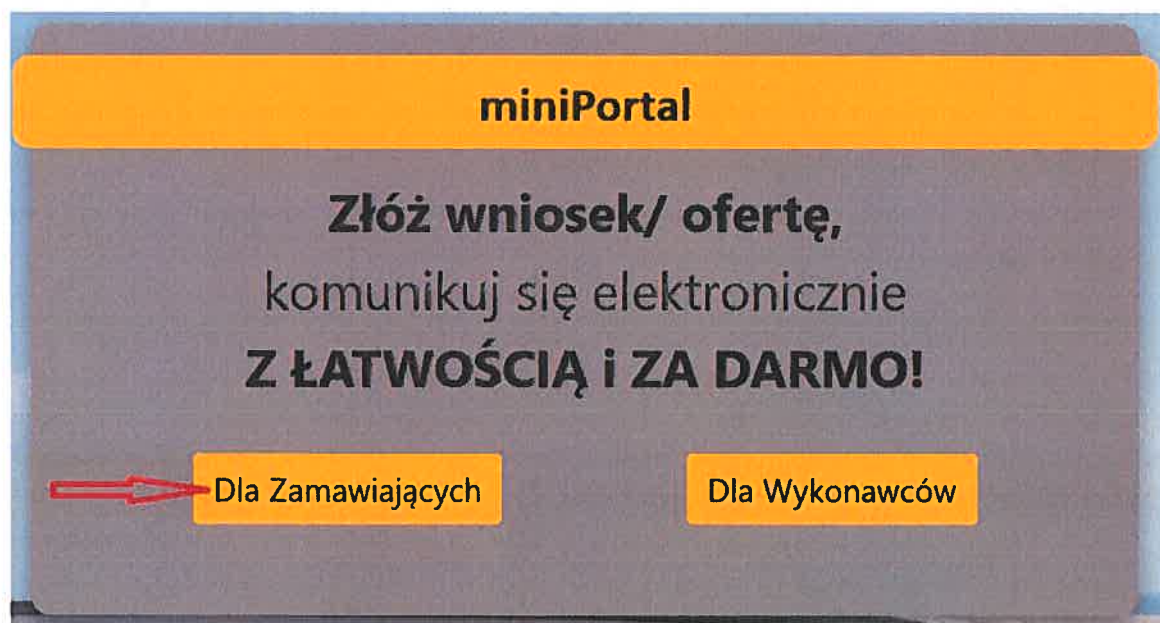 miniPortal
Złóż wniosek/ ofertę,
komunikuj się elektronicznie
Z ŁATWOŚCIĄ i ZA DARMO!
Dla Zamawiających
Dla Wykonawców